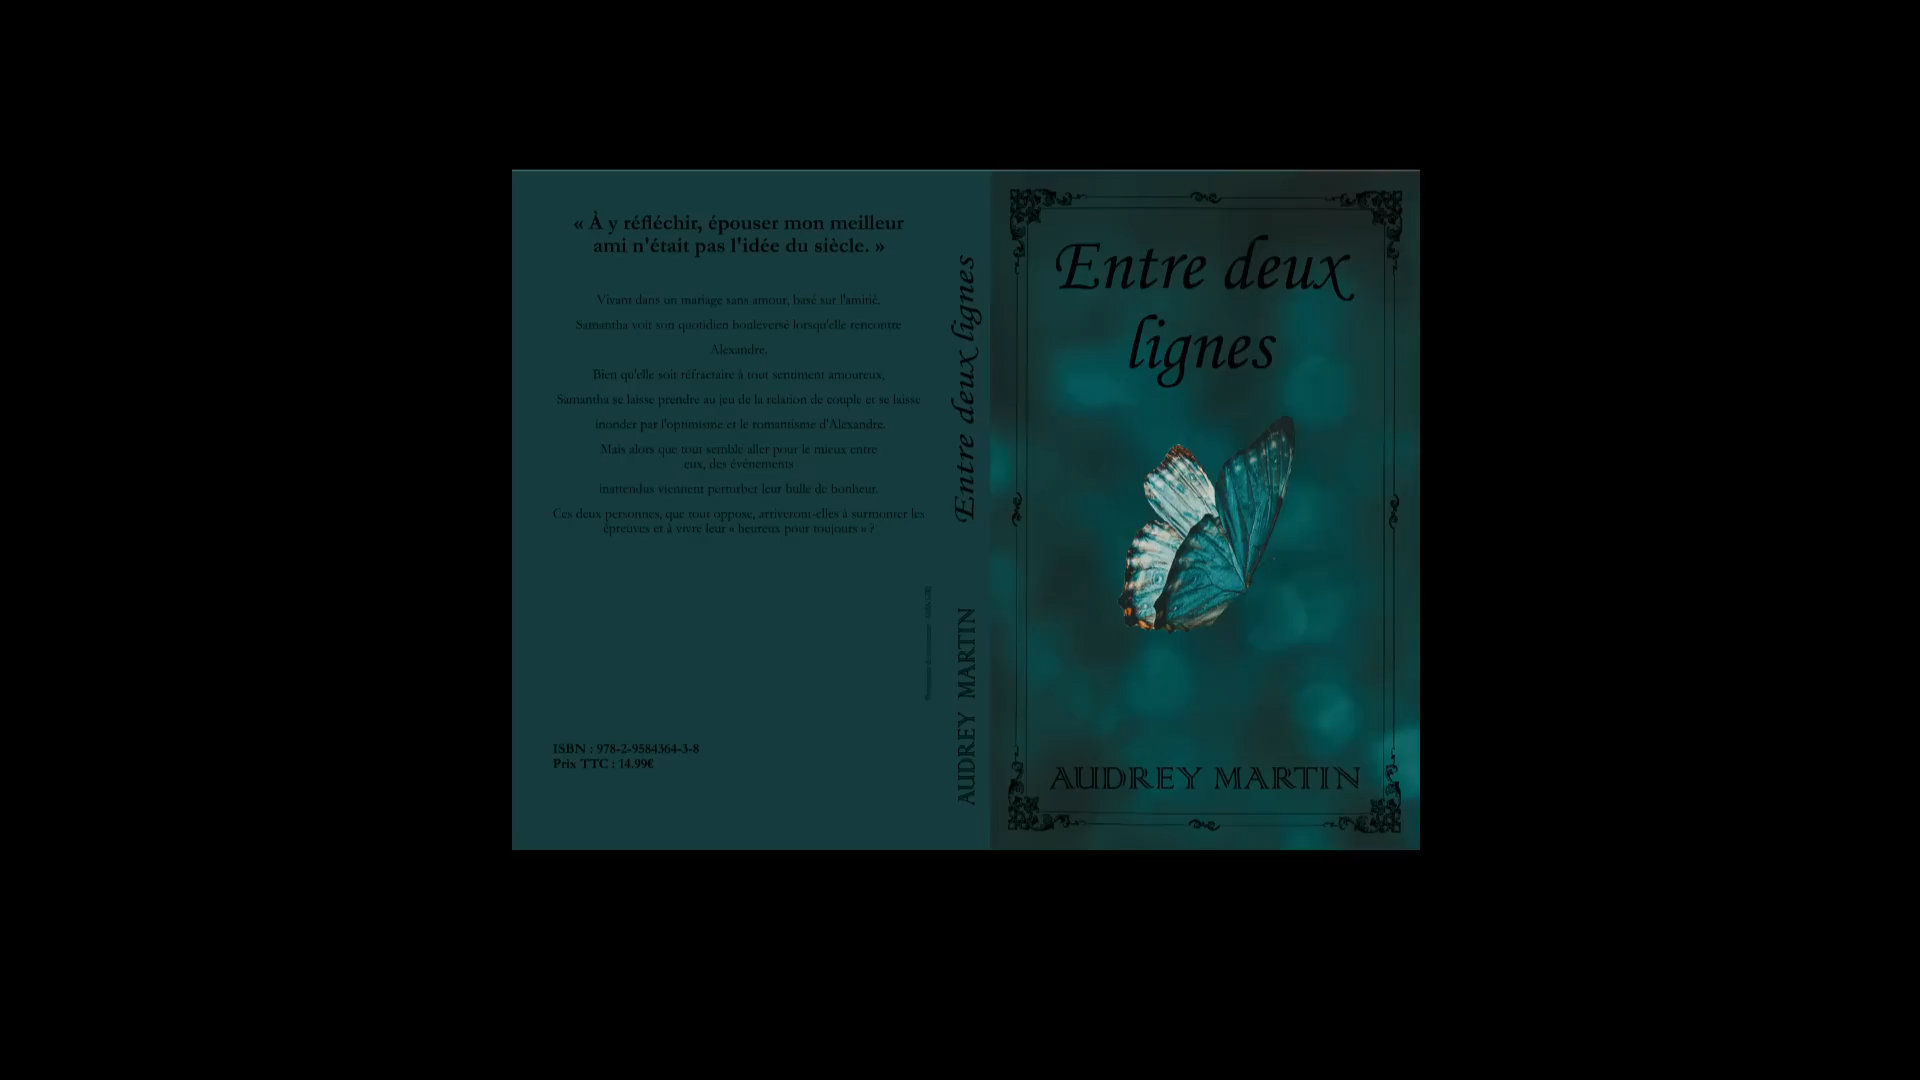 « À y réfléchir, épouser mon meilleur
ami n'était pas l'idée du siècle. »
Vivant dans un mariage sans amour, basé sur l'amitié.
Samantha voit son quotidien bouleversé lorsqu'elle rencontre
Alexandre.
Bien qu'elle soit réfractaire à tout sentiment amoureux,
Samantha se laisse prendre au jeu de la relation de couple et se laisse
inonder par l'optimisme et le romantisme d'Alexandre.
Mais alors que tout semble aller pour le mieux entre
eux, des événements
inattendus viennent perturber leur bulle de bonheur.
Ces deux personnes, que tout oppose, arriveront-elles à surmonter les
épreuves et à vivre leur « heureux pour toujours » ?
ISBN : 978-2-9584364-3-8
Prix TTC : 14.99€
Entre deux lignes
AUDREY MARTIN
Entre deux
lignes
AUDREY MARTIN